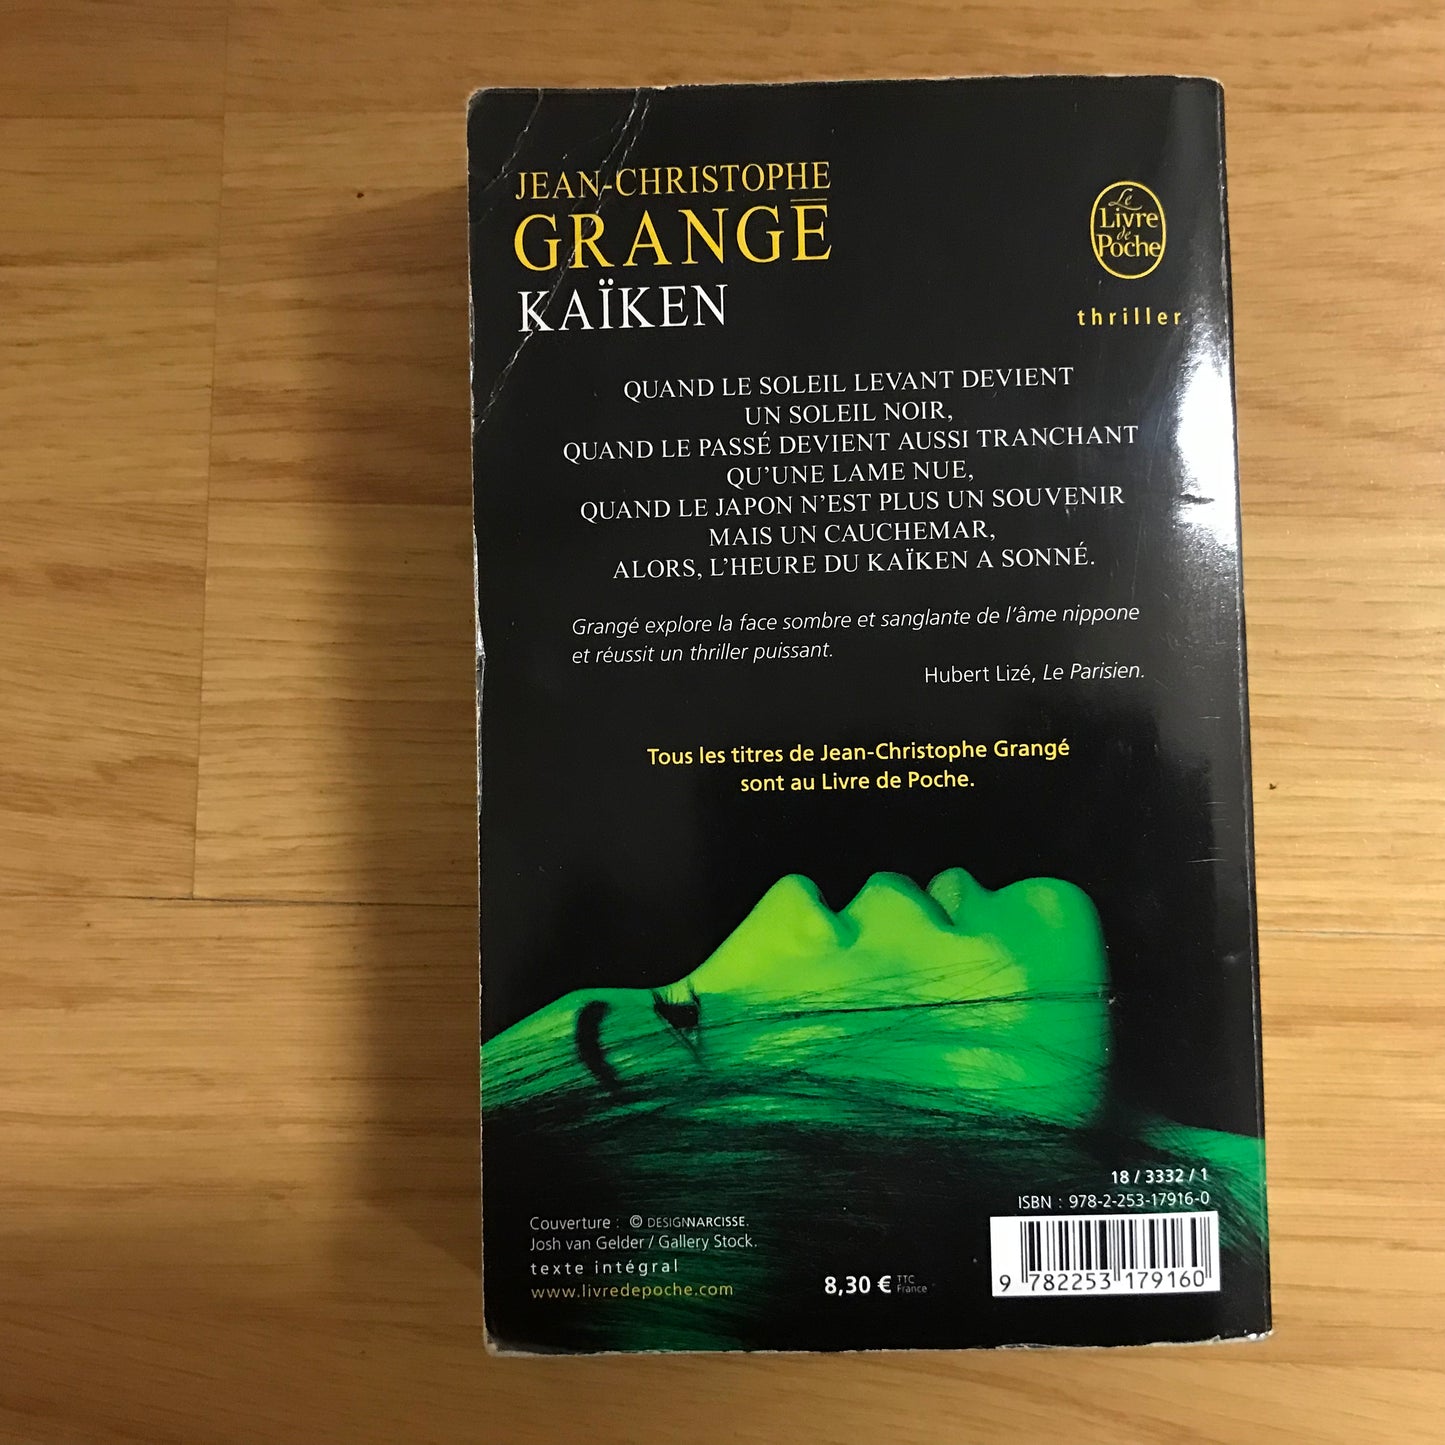 JEAN-CHRISTOPHE
GRANGĒ
KAÏKEN
Le
Livre
de
Poche
thriller
QUAND LE SOLEIL LEVANT DEVIENT
UN SOLEIL NOIR,
QUAND LE PASSÉ DEVIENT AUSSI TRANCHANT
QU'UNE LAME NUE,
QUAND LE JAPON N'EST PLUS UN SOUVENIR
MAIS UN CAUCHEMAR,
ALORS, L'HEURE DU KAÏKEN A SONNÉ.
Grangé explore la face sombre et sanglante de l'âme nippone
et réussit un thriller puissant.
Hubert Lizé, Le Parisien.
Tous les titres de Jean-Christophe Grangé
sont au Livre de Poche.
18 / 3332 / 1
ISBN : 978-2-253-17916-0
Couverture : © DESIGNNARCISSE.
Josh van Gelder / Gallery Stock.
texte intégral
www.livredepoche.com
8,30 € TTC
France
9 782253 179160